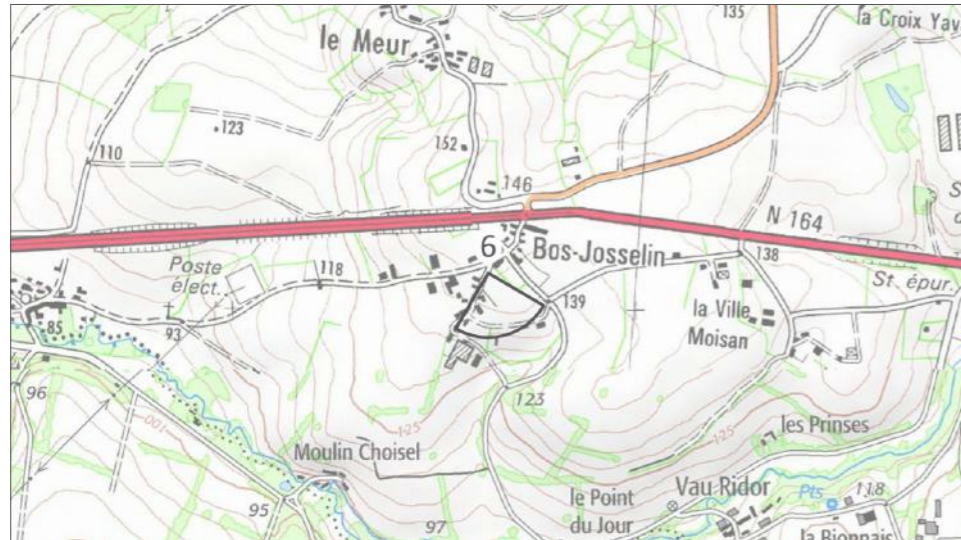 135
la Croix Yav
le Meur
123
152
110
146
N 164
6
Bos-Josselin
138
Poste
élect.
118
St épur.
139
la Ville
Moisan
85
93
123
96
100
125
125
les Prinses
Moulin Choisel
Vau Ridor
Pts
118
le Point
du Jour
95
97
la Bionnais